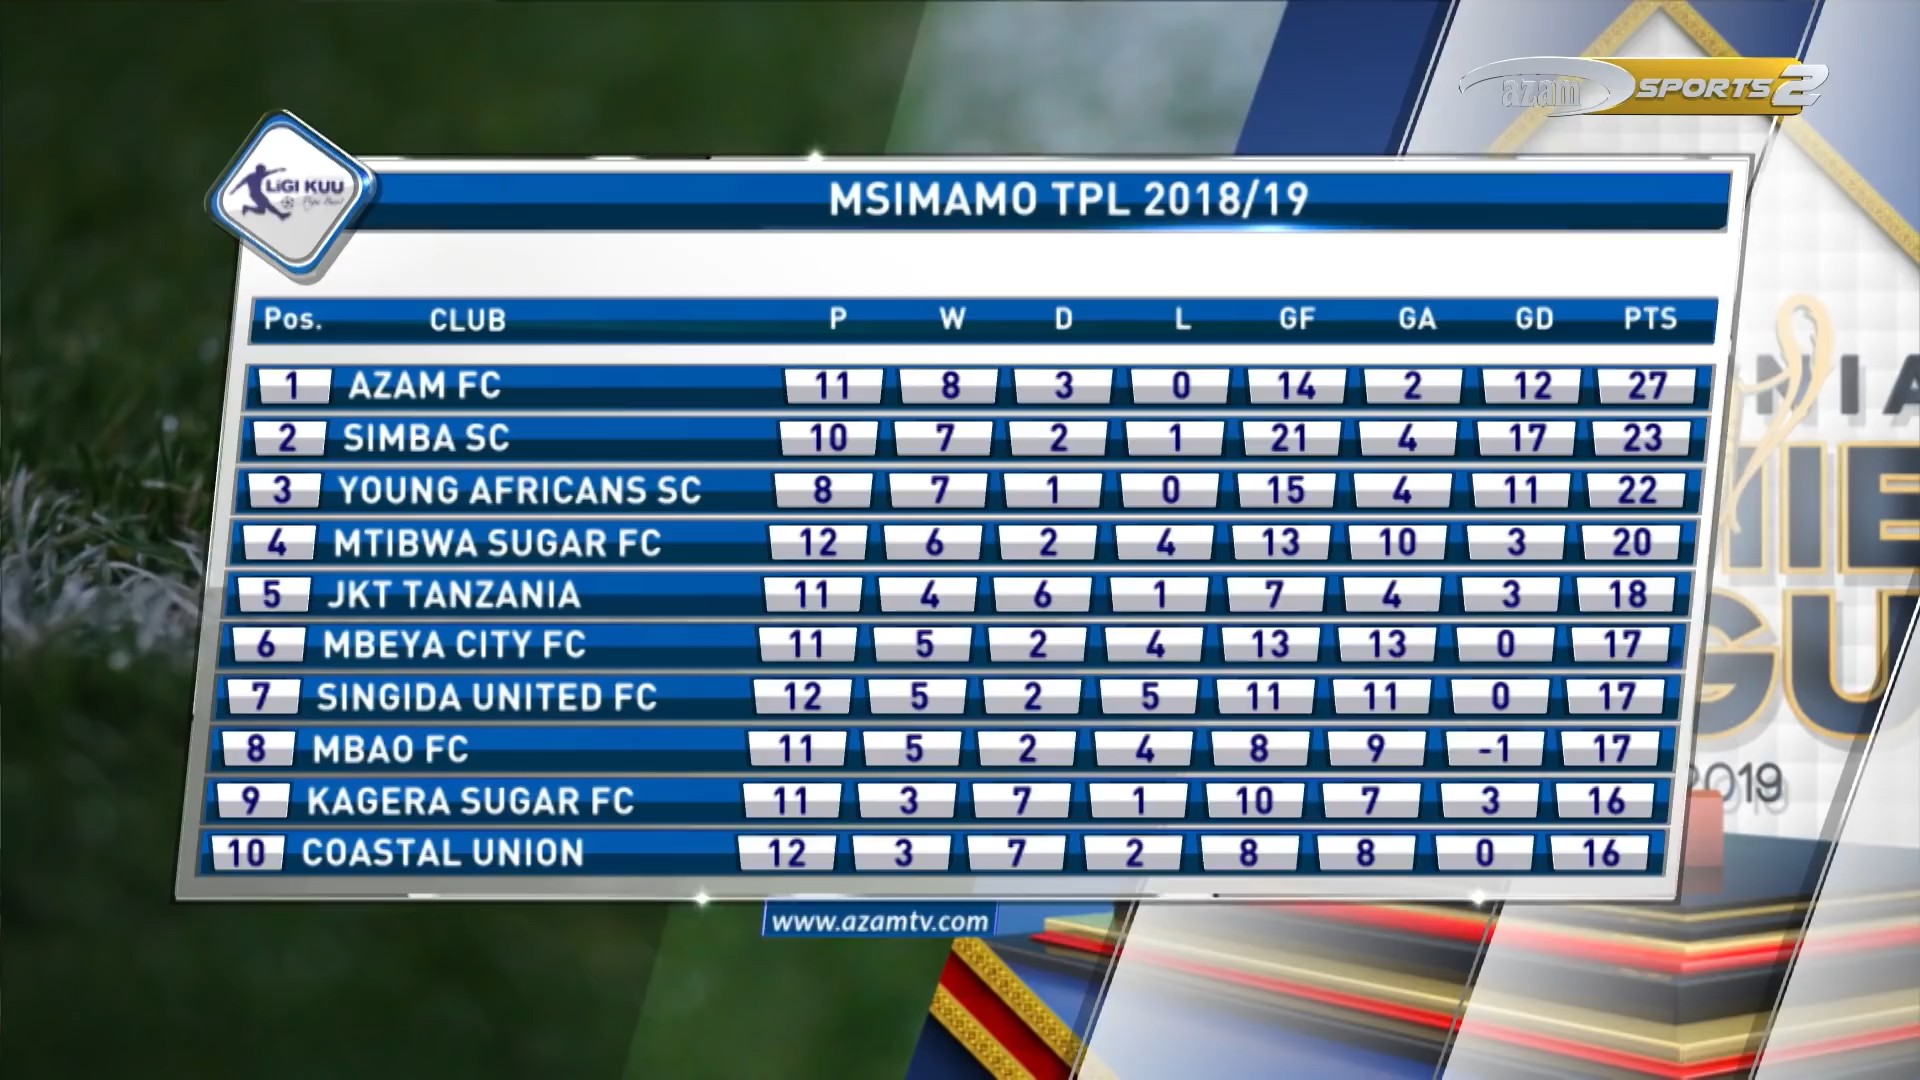 azam SPORTS 2
LIGI KUU
MSIMAMO TPL 2018/19
Pos. CLUB P W D L GF GA GD PTS
1 AZAM FC 11 8 3 0 14 2 12 27
2 SIMBA SC 10 7 2 1 21 4 17 23
3 YOUNG AFRICANS SC 8 7 1 0 15 4 11 22
4 MTIBWA SUGAR FC 12 6 2 4 13 10 3 20
5 JKT TANZANIA 11 4 6 1 7 4 3 18
6 MBEYA CITY FC 11 5 2 4 13 13 0 17
7 SINGIDA UNITED FC 12 5 2 5 11 11 0 17
8 MBAO FC 11 5 2 4 8 9 -1 17
9 KAGERA SUGAR FC 11 3 7 1 10 7 3 16
10 COASTAL UNION 12 3 7 2 8 8 0 16
2019
www.azamtv.com